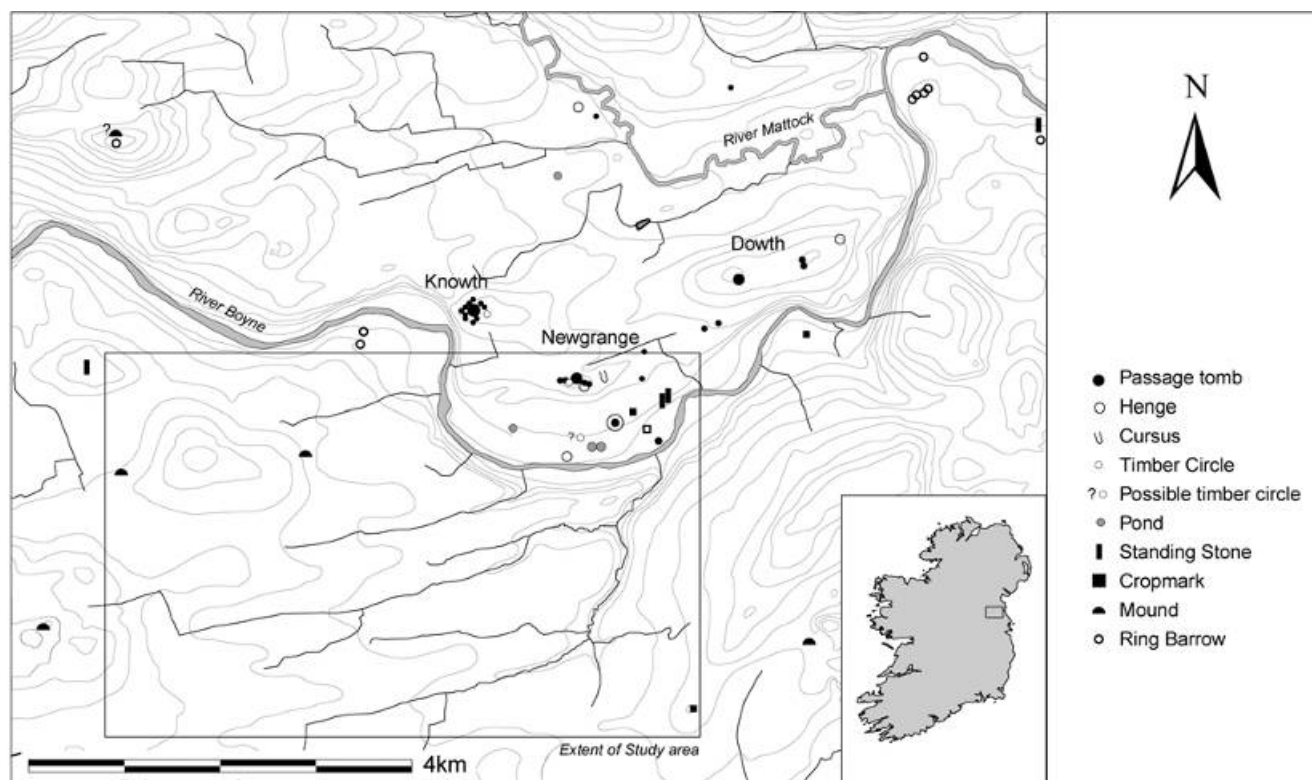 River Mattock
Dowth
Knowth
River Boyne
Newgrange
?
?
Extent of Study area
4km
N
Passage tomb
Henge
Cursus
Timber Circle
? Possible timber circle
Pond
Standing Stone
Cropmark
Mound
Ring Barrow